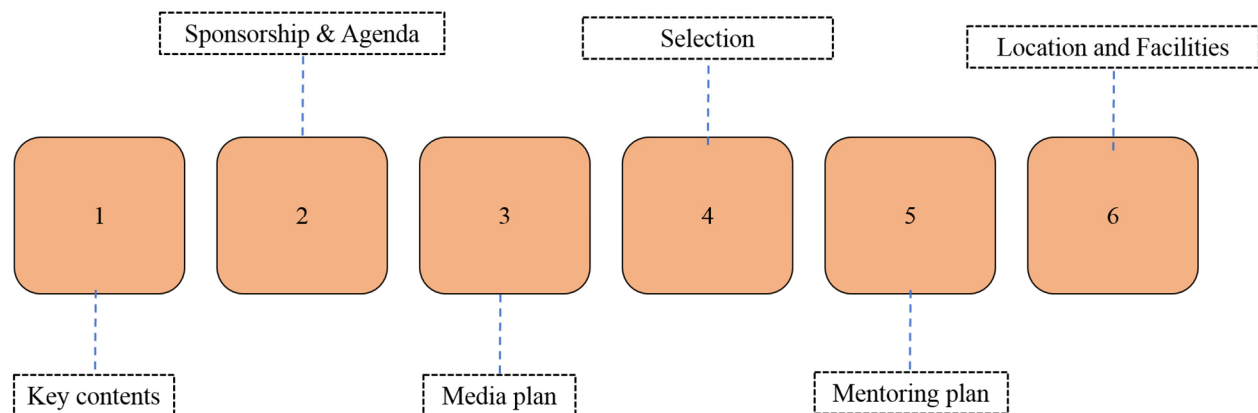 Sponsorship & Agenda
Selection
Location and Facilities
1
2
3
4
5
6
Key contents
Media plan
Mentoring plan